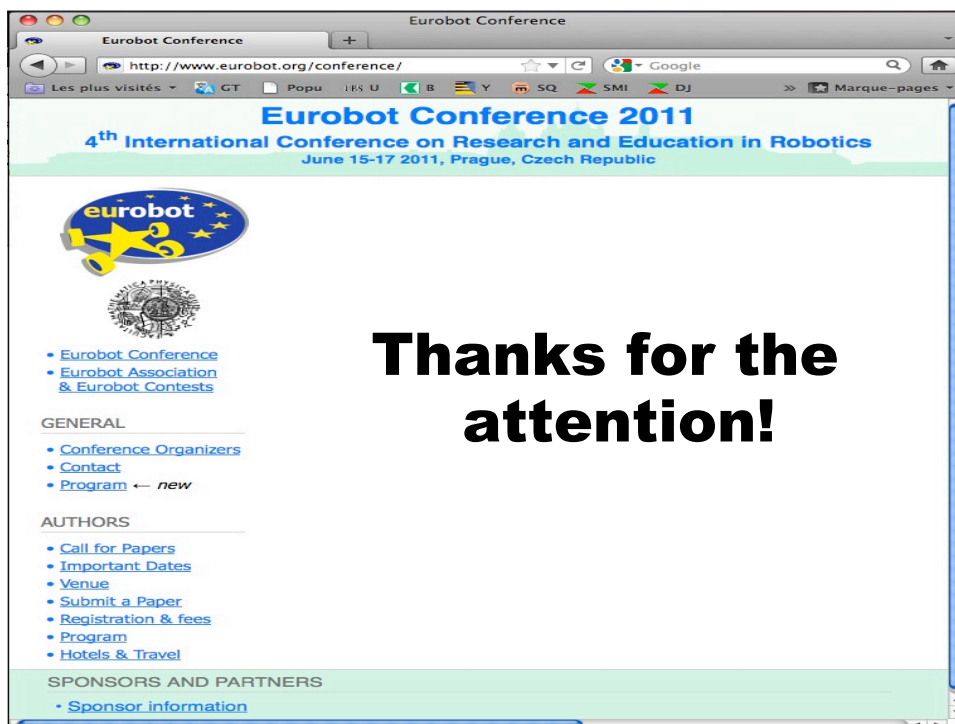 Eurobot Conference
Eurobot Conference
http://www.eurobot.org/conference/
Google
Les plus visités GT Popu U B Y SQ SMI DJ » Marque-pages
Eurobot Conference 2011
4th International Conference on Research and Education in Robotics
June 15-17 2011, Prague, Czech Republic
eurobot
• Eurobot Conference
• Eurobot Association
& Eurobot Contests
GENERAL
• Conference Organizers
• Contact
• Program ← new
AUTHORS
• Call for Papers
• Important Dates
• Venue
• Submit a Paper
• Registration & fees
• Program
• Hotels & Travel
SPONSORS AND PARTNERS
• Sponsor information
Thanks for the
attention!